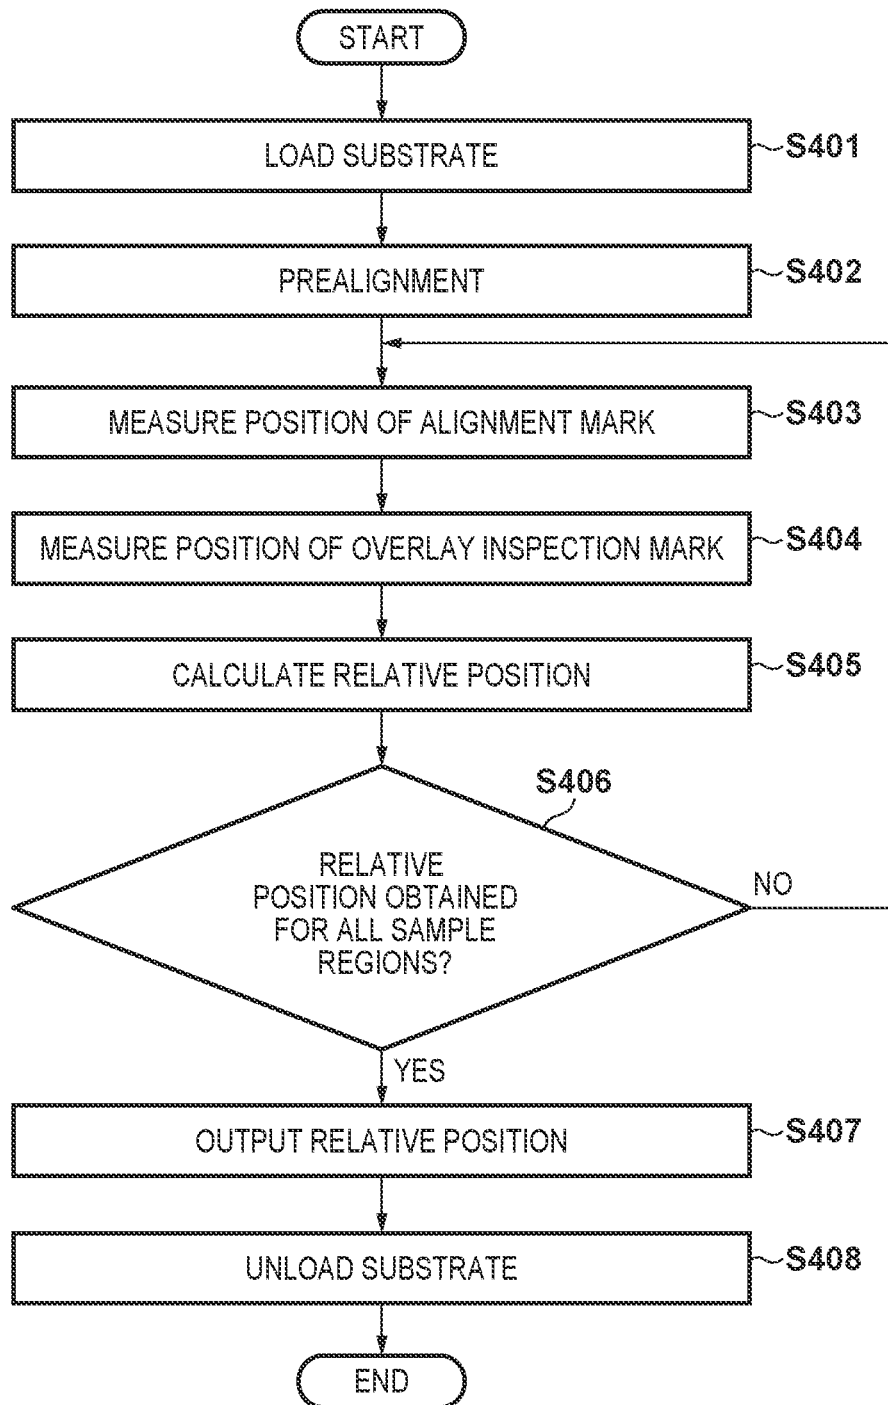 START
LOAD SUBSTRATE
S401
PREALIGNMENT
S402
MEASURE POSITION OF ALIGNMENT MARK
S403
MEASURE POSITION OF OVERLAY INSPECTION MARK
S404
CALCULATE RELATIVE POSITION
S405
S406
RELATIVE
POSITION OBTAINED
FOR ALL SAMPLE
REGIONS?
NO
YES
OUTPUT RELATIVE POSITION
S407
UNLOAD SUBSTRATE
S408
END